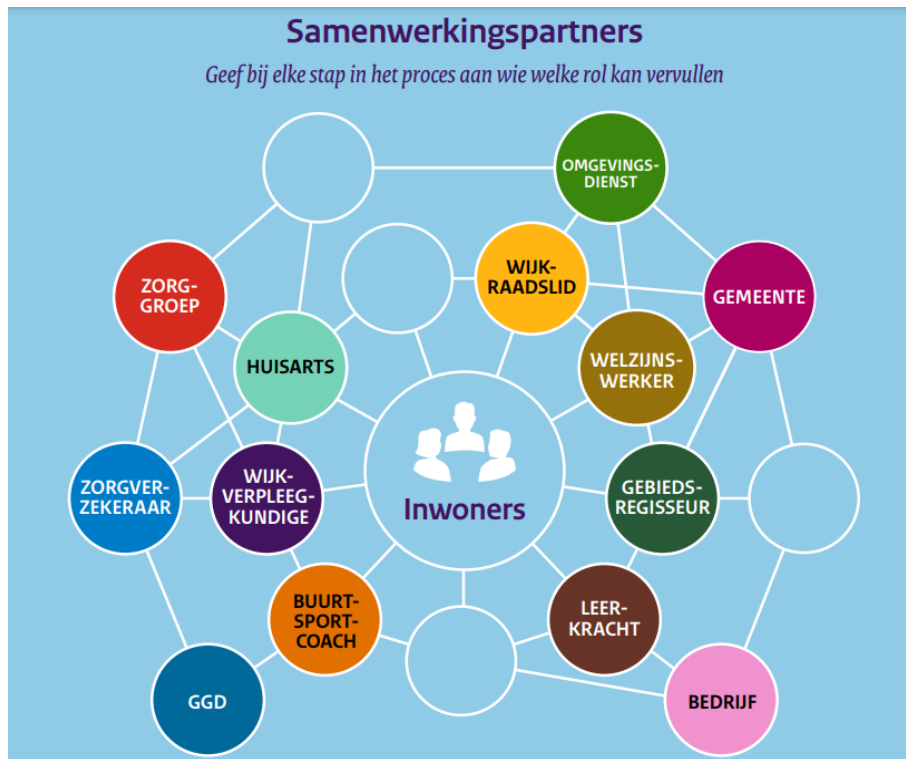 Samenwerkingspartners
Geef bij elke stap in het proces aan wie welke rol kan vervullen
OMGEVINGS-
DIENST
WIJK-
RAADSLID
ZORG-
GROEP
GEMEENTE
HUISARTS
WELZIJNS-
WERKER
ZORGVER-
ZEKERAAR
WIJK-
VERPLEEG-
KUNDIGE
Inwoners
GEBIEDS-
REGISSEUR
BUURT-
SPORT-
COACH
LEER-
KRACHT
GGD
BEDRIJF